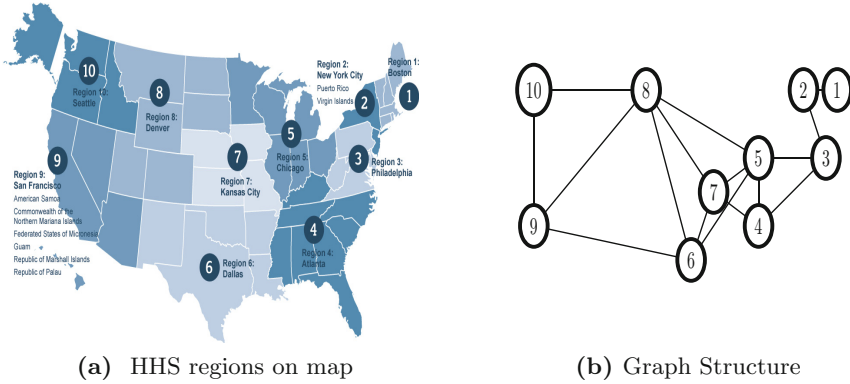 Region 1:
Boston
1
Region 2:
New York City
Puerto Rico
Virgin Islands
2
10
Region 10:
Seattle
8
Region 8:
Denver
5
Region 5:
Chicago
3
Region 3:
Philadelphia
7
Region 7:
Kansas City
9
Region 9:
San Francisco
American Samoa
Commonwealth of the
Northern Mariana Islands
Federated States of Micronesia
Guam
Republic of Marshall Islands
Republic of Palau
4
Region 4:
Atlanta
6
Region 6:
Dallas
(a) HHS regions on map
10
8
2
1
5
3
7
9
4
6
(b) Graph Structure